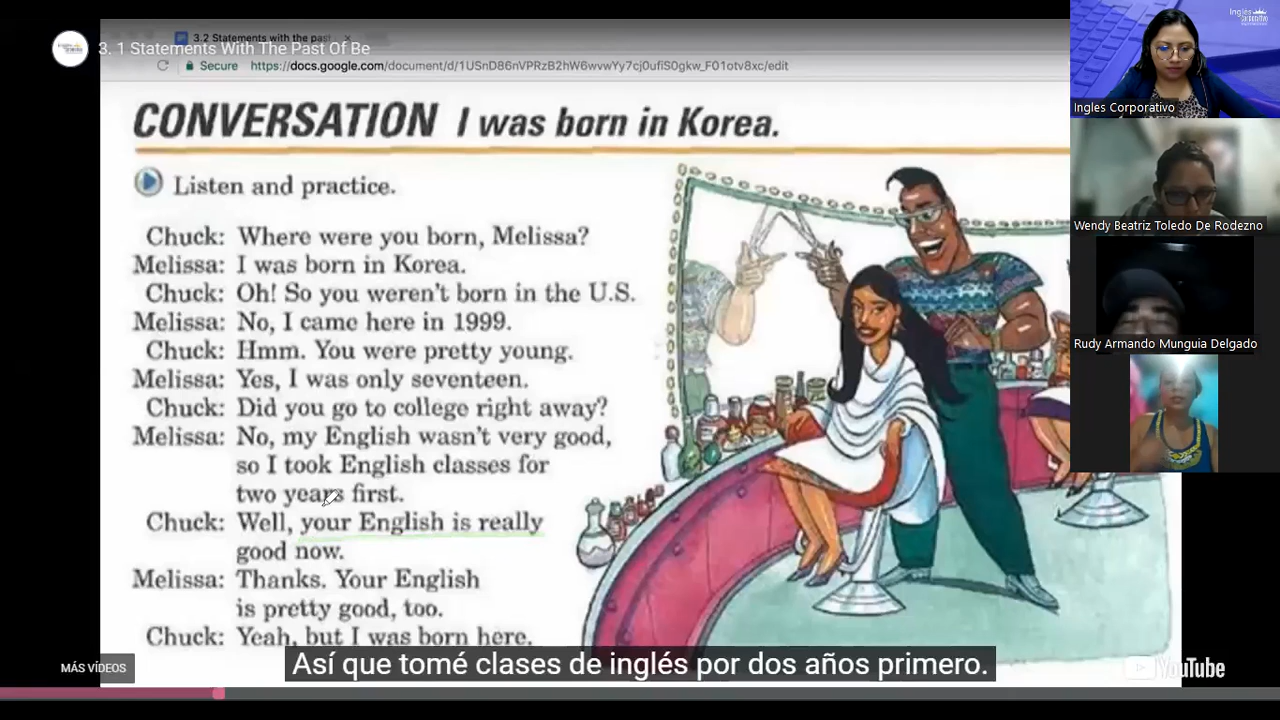 3.2 Statements with the past
3. 1 Statements With The Past Of Be
Secure https://docs.google.com/document/d/1USnD86nVPRzB2hW6wvwYy7cj0ufiS0gkw_F01otv8xc/edit
CONVERSATION I was born in Korea.
Listen and practice.
Chuck: Where were you born, Melissa?
Melissa: I was born in Korea.
Chuck: Oh! So you weren't born in the U.S.
Melissa: No, I came here in 1999.
Chuck: Hmm. You were pretty young.
Melissa: Yes, I was only seventeen.
Chuck: Did you go to college right away?
Melissa: No, my English wasn't very good,
so I took English classes for
two years first.
Chuck: Well, your English is really
good now.
Melissa: Thanks. Your English
is pretty good, too.
Chuck: Yeah, but I was born here.
Así que tomé clases de inglés por dos años primero.
MÁS VÍDEOS
YouTube
Ingles Corporativo
Wendy Beatriz Toledo De Rodezno
Rudy Armando Munguia Delgado